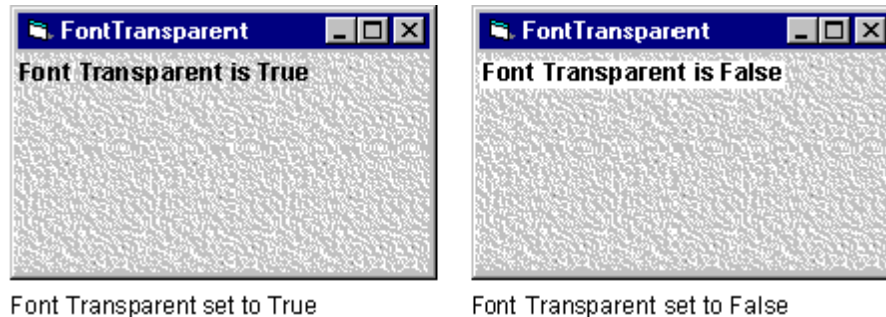 FontTransparent
Font Transparent is True
Font Transparent set to True
FontTransparent
Font Transparent is False
Font Transparent set to False